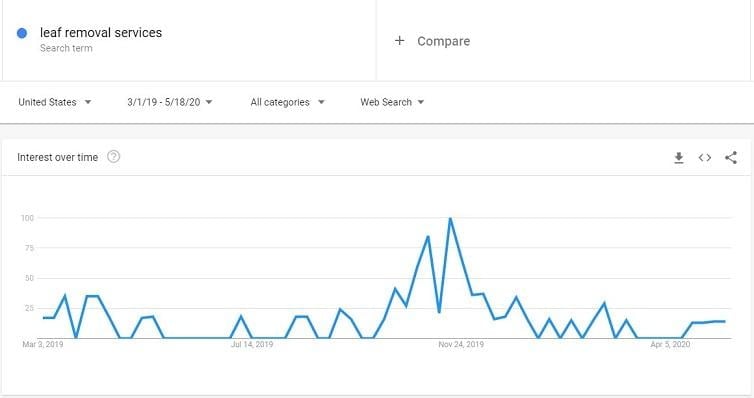 leaf removal services
Search term
+ Compare
United States
3/1/19 - 5/18/20
All categories
Web Search
Interest over time ?
100
75
50
25
Mar 3, 2019
Jul 14, 2019
Nov 24, 2019
Apr 5, 2020